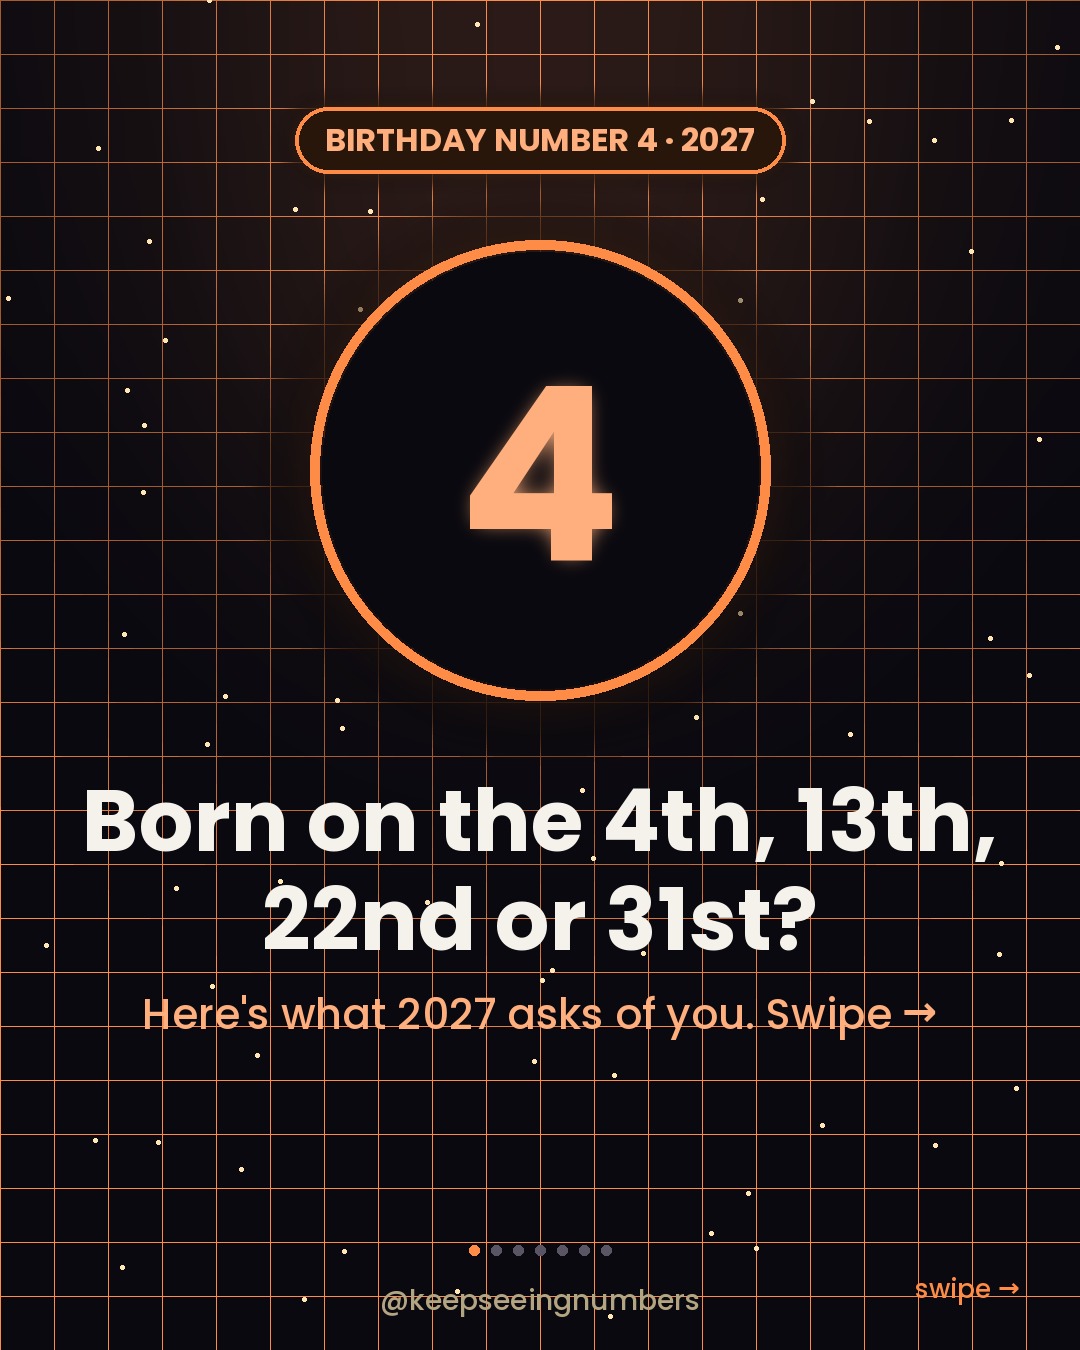 BIRTHDAY NUMBER 4 · 2027
4
Born on the 4th, 13th,
22nd or 31st?
Here's what 2027 asks of you. Swipe →
@keepseeingnumbers
swipe →